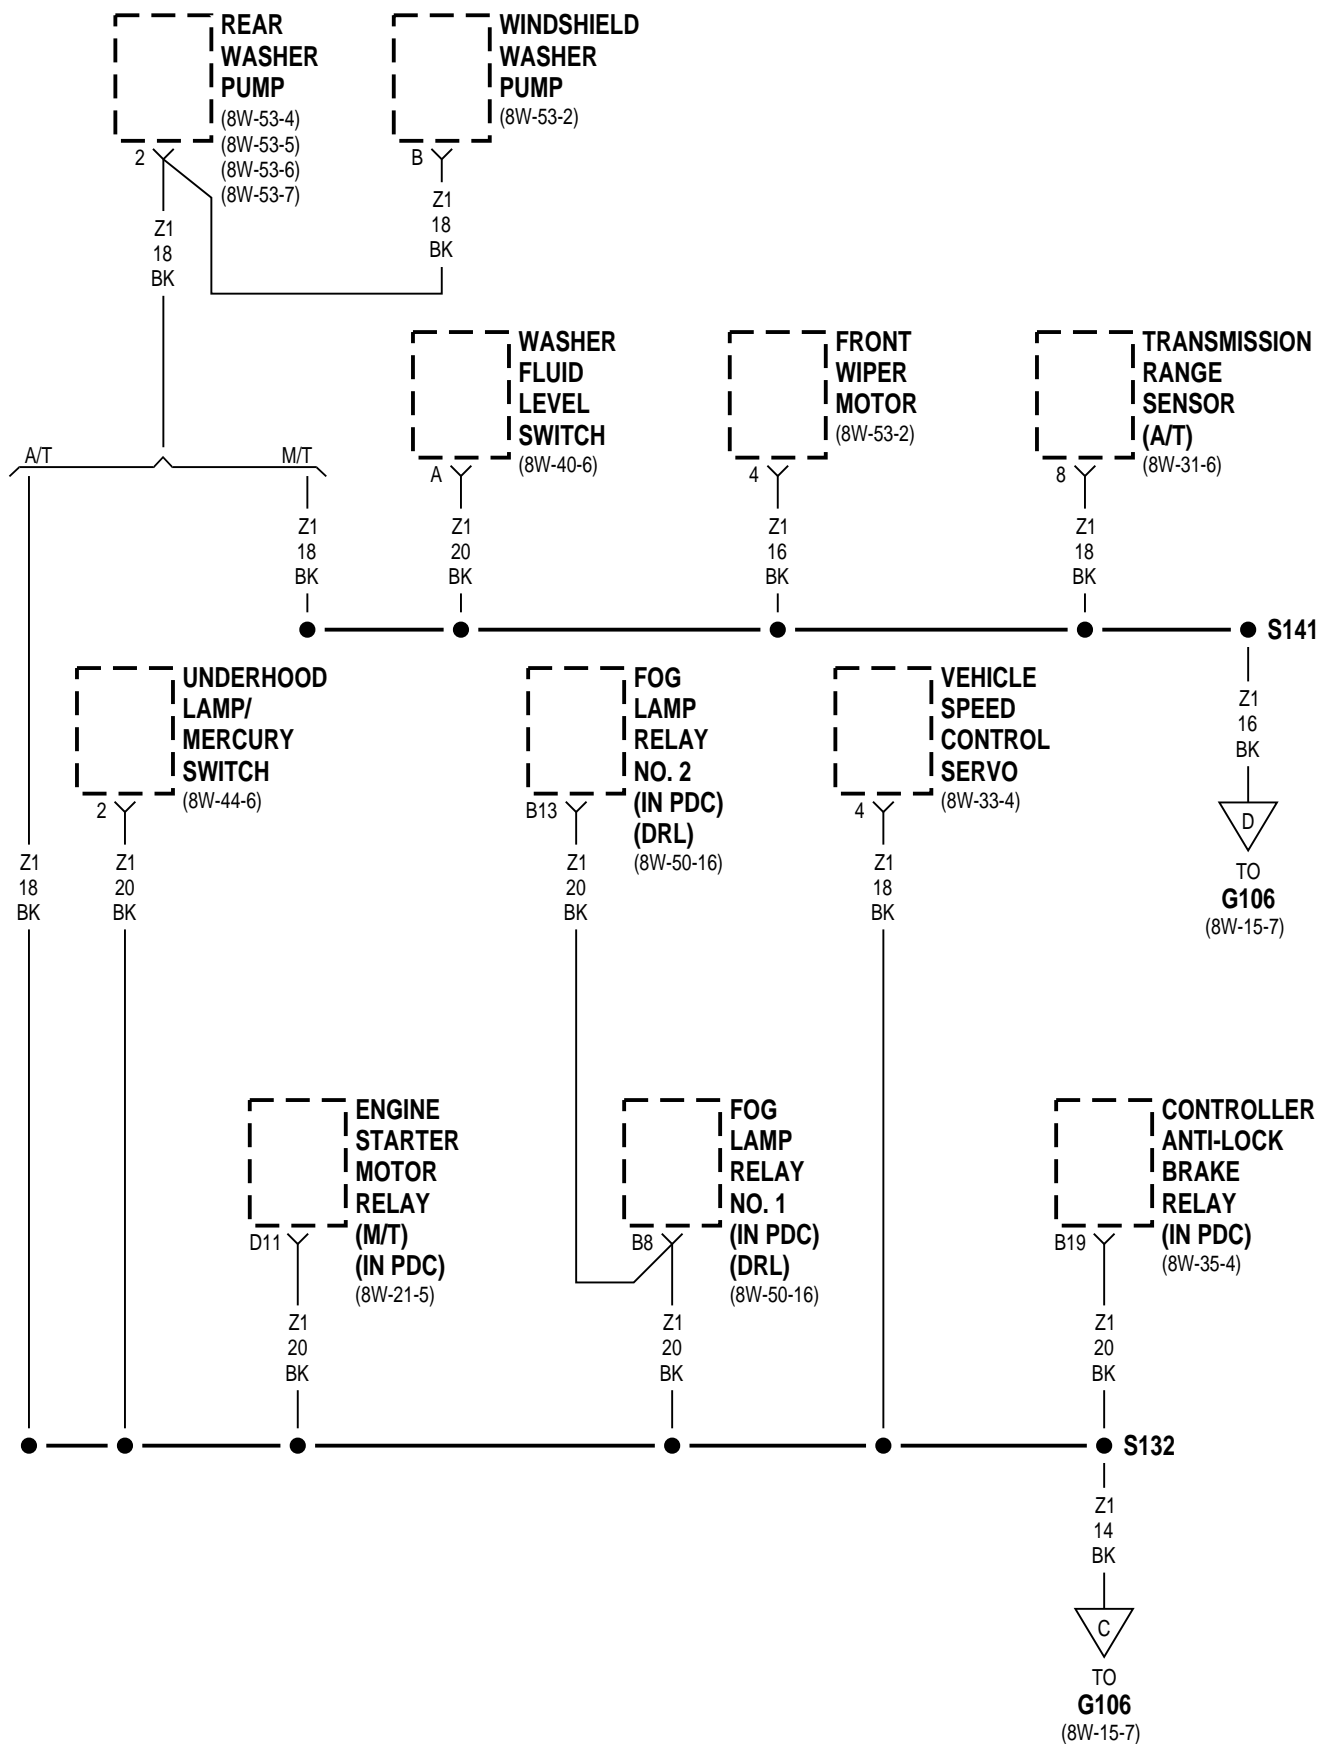 REAR
WASHER
PUMP
(8W-53-4)
(8W-53-5)
(8W-53-6)
(8W-53-7)
2
Z1
18
BK
WINDSHIELD
WASHER
PUMP
(8W-53-2)
B
Z1
18
BK
A/T
M/T
Z1
18
BK
WASHER
FLUID
LEVEL
SWITCH
(8W-40-6)
A
Z1
20
BK
FRONT
WIPER
MOTOR
(8W-53-2)
4
Z1
16
BK
TRANSMISSION
RANGE
SENSOR
(A/T)
(8W-31-6)
8
Z1
18
BK
S141
Z1
16
BK
D
TO
G106
(8W-15-7)
Z1
18
BK
UNDERHOOD
LAMP/
MERCURY
SWITCH
(8W-44-6)
2
Z1
20
BK
FOG
LAMP
RELAY
NO. 2
(IN PDC)
(DRL)
(8W-50-16)
B13
Z1
20
BK
VEHICLE
SPEED
CONTROL
SERVO
(8W-33-4)
4
Z1
18
BK
ENGINE
STARTER
MOTOR
RELAY
(M/T)
(IN PDC)
(8W-21-5)
D11
Z1
20
BK
FOG
LAMP
RELAY
NO. 1
(IN PDC)
(DRL)
(8W-50-16)
B8
Z1
20
BK
CONTROLLER
ANTI-LOCK
BRAKE
RELAY
(IN PDC)
(8W-35-4)
B19
Z1
20
BK
S132
Z1
14
BK
C
TO
G106
(8W-15-7)